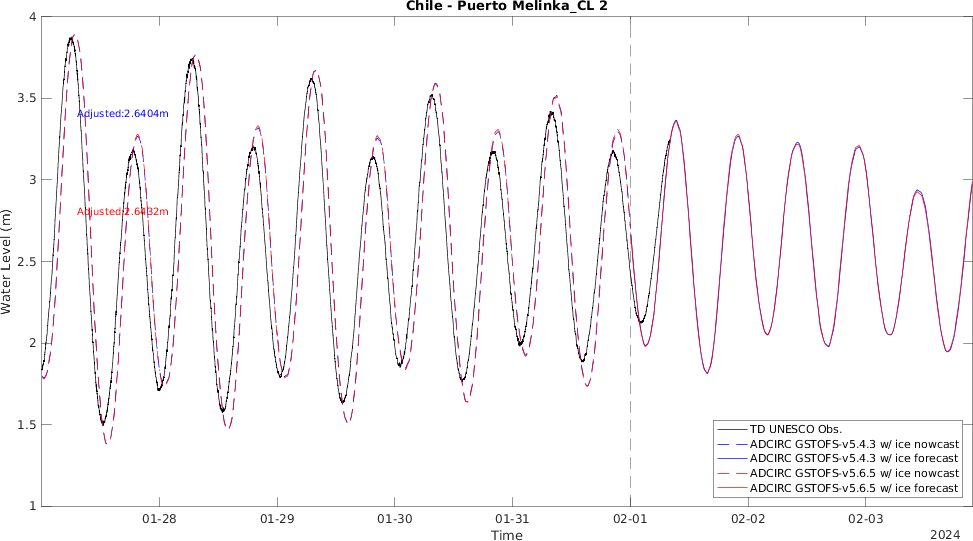 Chile - Puerto Melinka_CL 2
4
3.5
3
2.5
2
1.5
1
Water Level (m)
Adjusted:2.6404m
Adjusted:2.6432m
TD UNESCO Obs.
ADCIRC GSTOFS-v5.4.3 w/ ice nowcast
ADCIRC GSTOFS-v5.4.3 w/ ice forecast
ADCIRC GSTOFS-v5.6.5 w/ ice nowcast
ADCIRC GSTOFS-v5.6.5 w/ ice forecast
01-28 01-29 01-30 01-31 02-01 02-02 02-03
Time
2024